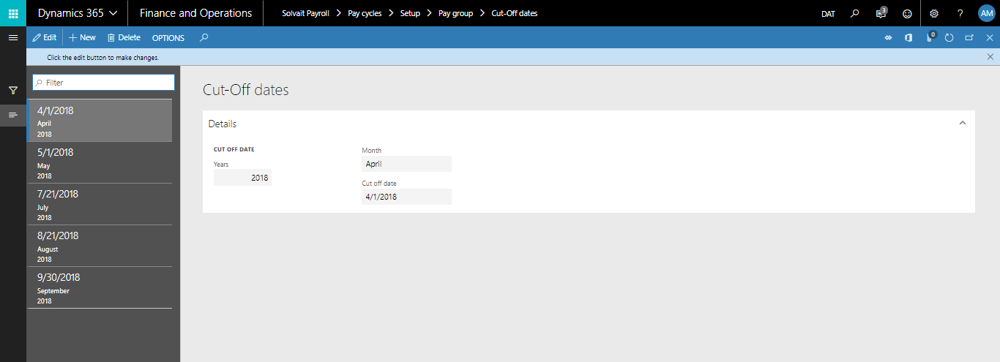 Dynamics 365 Finance and Operations Solvait Payroll Pay cycles Setup Pay group Cut-Off dates DAT 3 ? AM
Edit New Delete OPTIONS 0
Click the edit button to make changes.
Filter
4/1/2018
April
2018
5/1/2018
May
2018
7/21/2018
July
2018
8/21/2018
August
2018
9/30/2018
September
2018
Cut-Off dates
Details
CUT OFF DATE
Years
2018
Month
April
Cut off date
4/1/2018